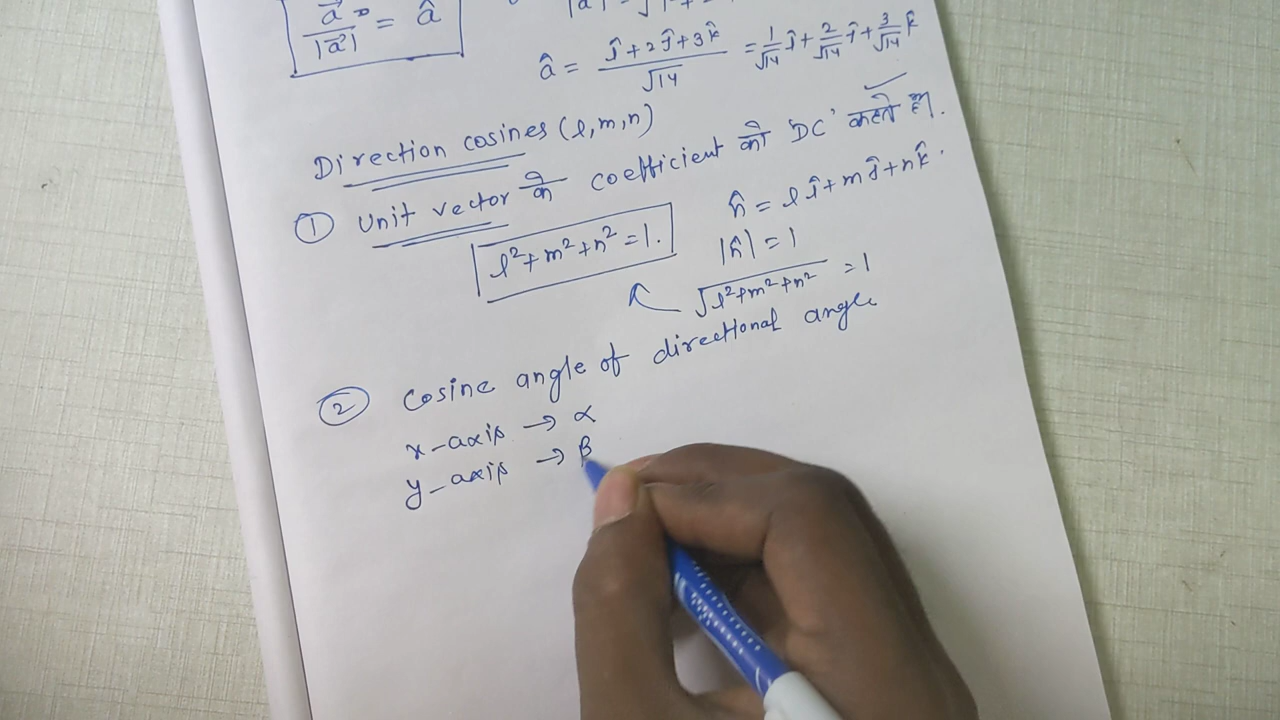 a⃗ / |a⃗| = â
â = (î+2ĵ+3k̂)/√14 = 1/√14 î + 2/√14 ĵ + 3/√14 k̂
Direction cosines (l,m,n)
① Unit vector के coefficient को 'DC' कहते हैं.
l²+m²+n²=1.
n̂ = lî+mĵ+nk̂.
|n̂| = 1
√l²+m²+n² = 1
② Cosine angle of directional angle
x-axis → α
y-axis → β